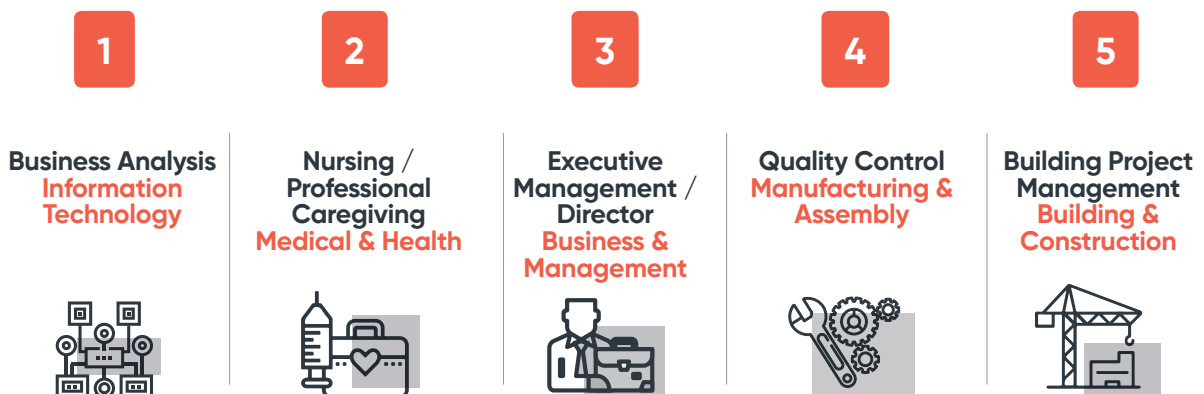 1
Business Analysis
Information
Technology
2
Nursing /
Professional
Caregiving
Medical & Health
3
Executive
Management /
Director
Business &
Management
4
Quality Control
Manufacturing &
Assembly
5
Building Project
Management
Building &
Construction